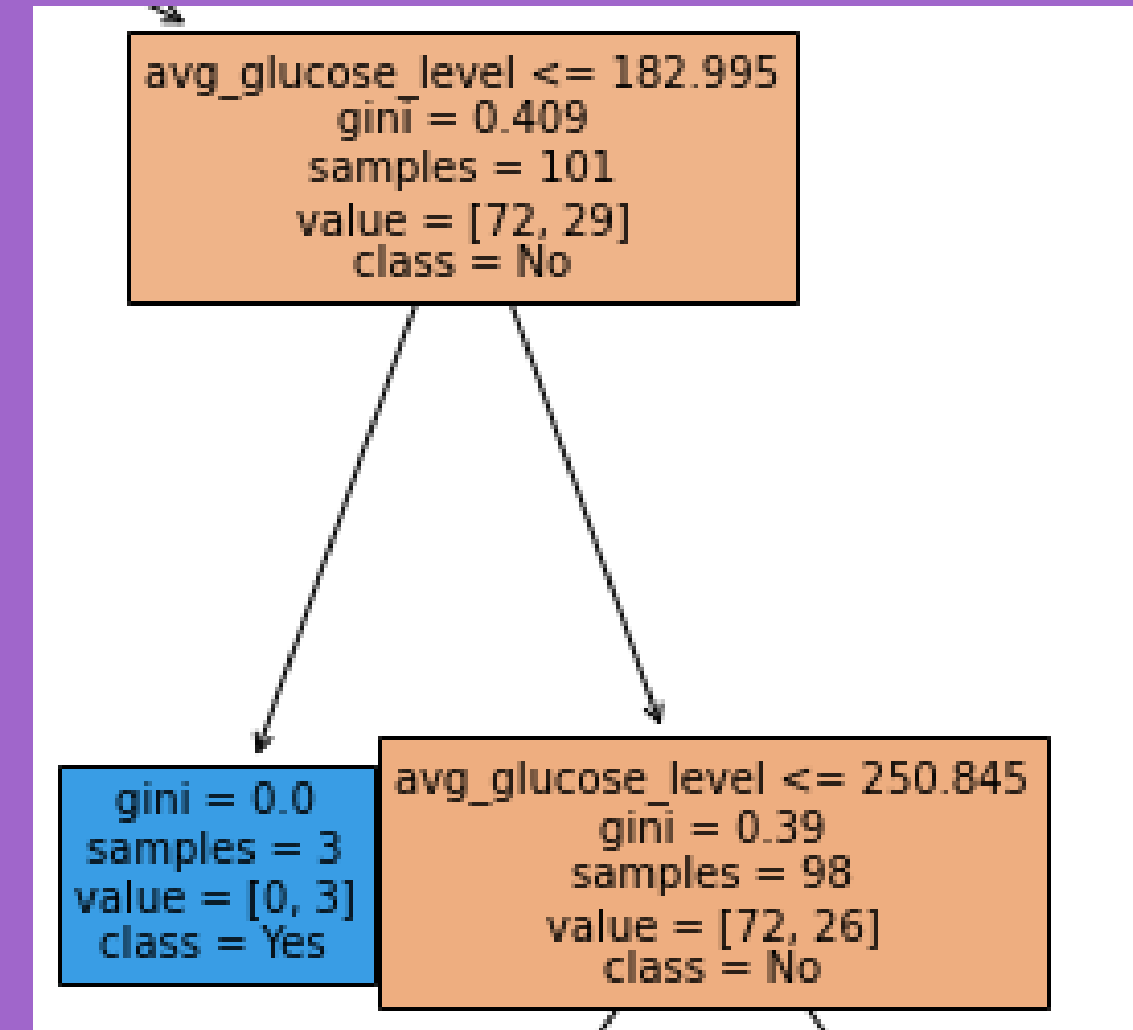 avg_glucose_level <= 182.995
gini = 0.409
samples = 101
value = [72, 29]
class = No
gini = 0.0
samples = 3
value = [0, 3]
class = Yes
avg_glucose_level <= 250.845
gini = 0.39
samples = 98
value = [72, 26]
class = No